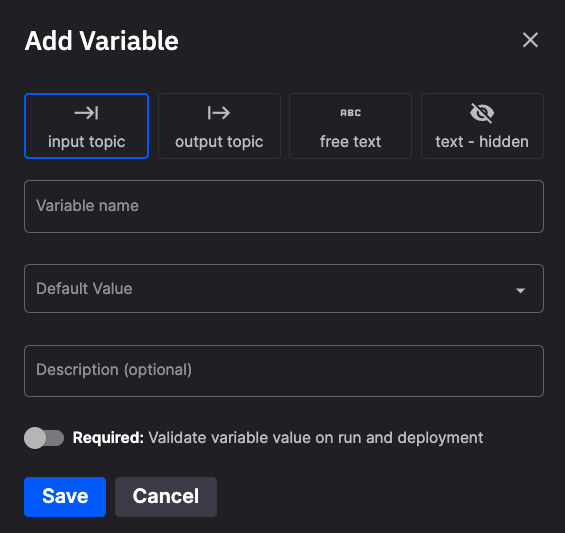 Add Variable
input topic
output topic
ABC
free text
text - hidden
Variable name
Default Value
Description (optional)
Required: Validate variable value on run and deployment
Save
Cancel